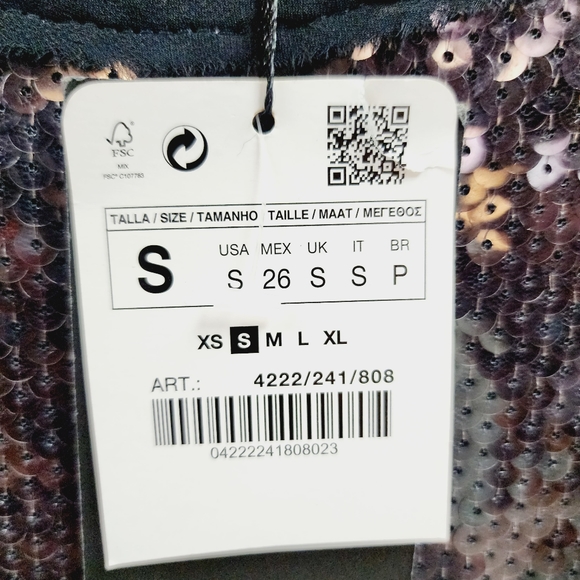 FSC
MIX
FSC® C107783
TALLA / SIZE / TAMANHO TAILLE / MAAT / ΜΕΓΕΘΟΣ
S
USA MEX UK IT BR
S 26 S S P
XS S M L XL
ART.: 4222/241/808
04222241808023